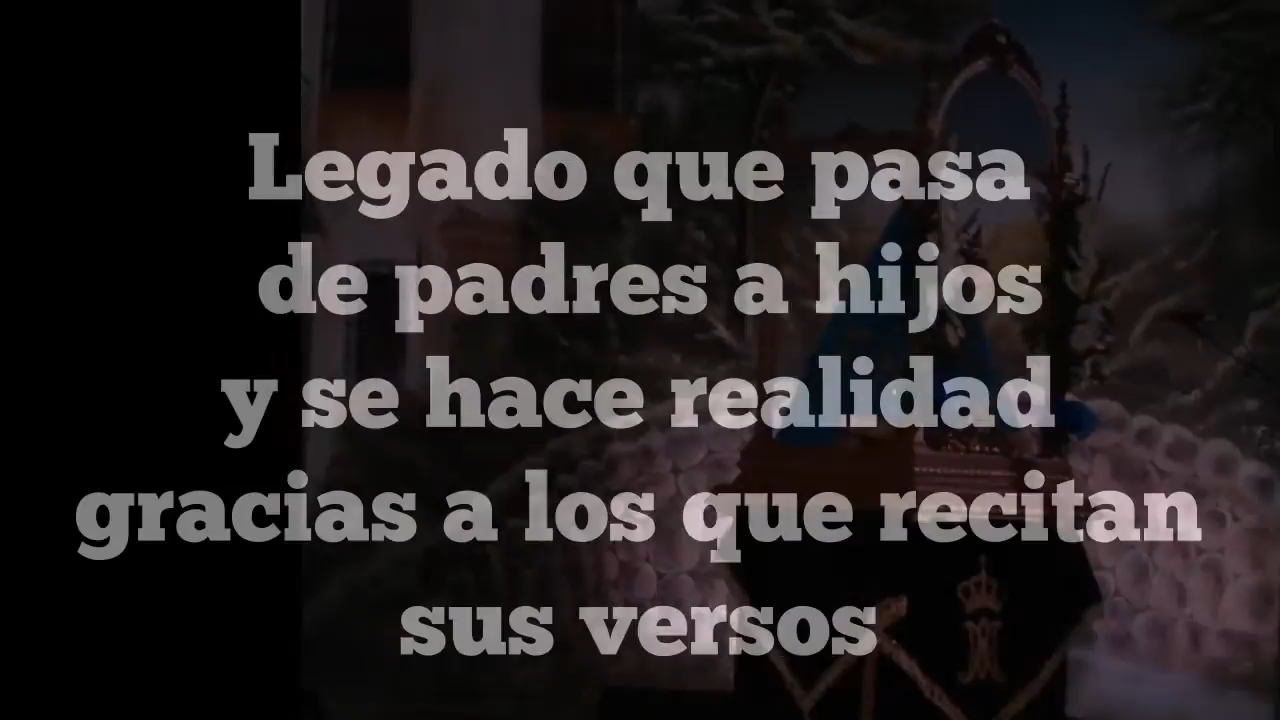 Legado que pasa
de padres a hijos
y se hace realidad
gracias a los que recitan
sus versos